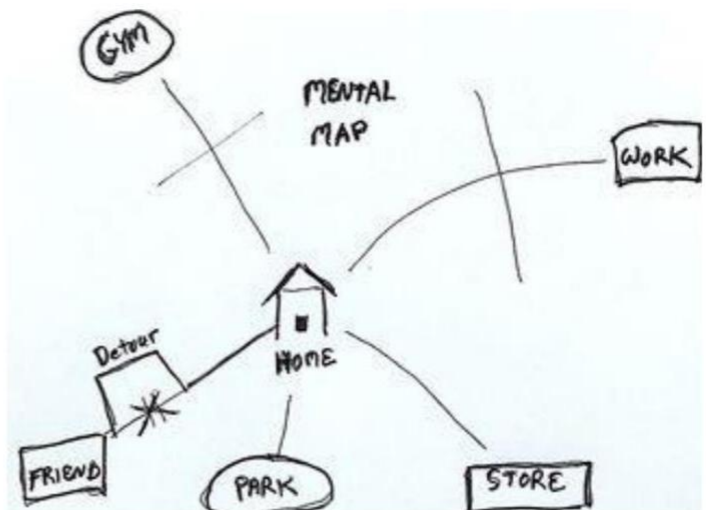 GYM
MENTAL
MAP
WORK
Detour
HOME
FRIEND
PARK
STORE